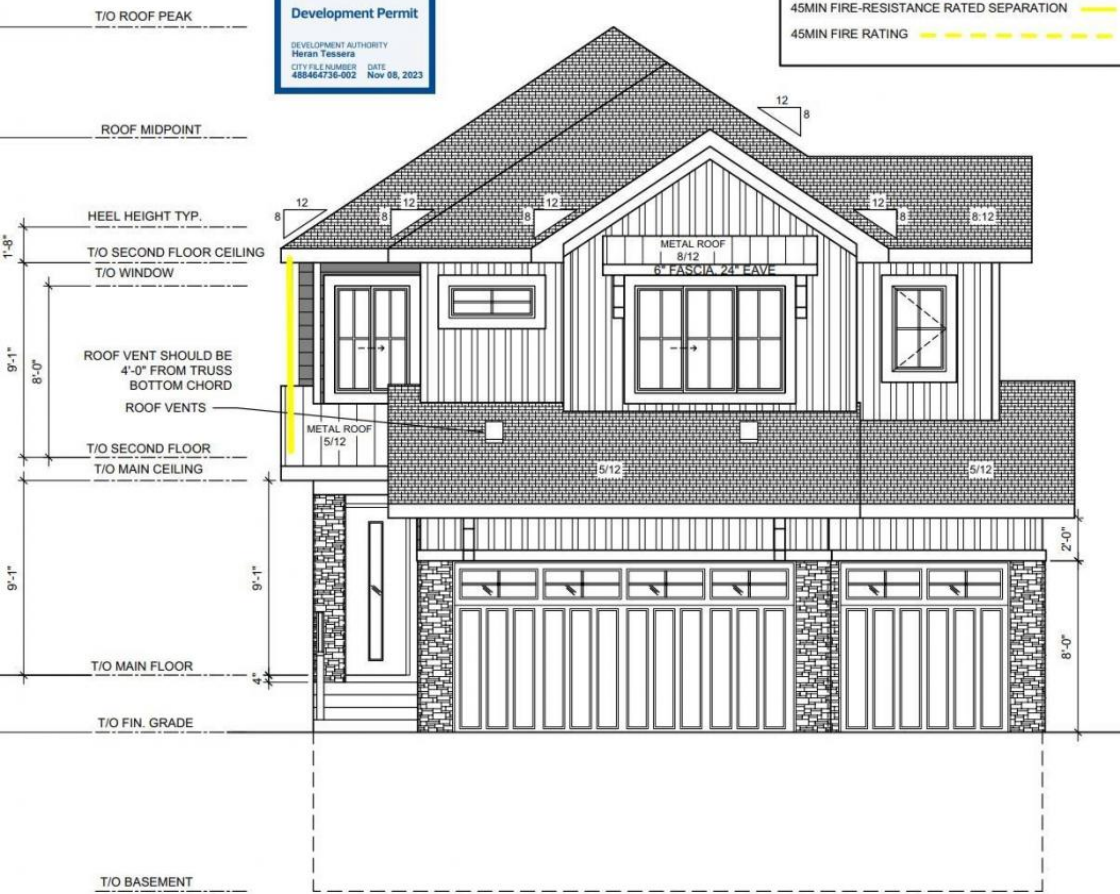 T/O ROOF PEAK
Development Permit
DEVELOPMENT AUTHORITY
Heran Tessera
CITY FILE NUMBER DATE
488464736-002 Nov 08, 2023
45MIN FIRE-RESISTANCE RATED SEPARATION
45MIN FIRE RATING
12
8
ROOF MIDPOINT
HEEL HEIGHT TYP.
12
8
12
8
12
8
12
8
8:12
1'-8"
T/O SECOND FLOOR CEILING
T/O WINDOW
METAL ROOF
8/12
6" FASCIA, 24" EAVE
9'-1"
8'-0"
ROOF VENT SHOULD BE
4'-0" FROM TRUSS
BOTTOM CHORD
ROOF VENTS
METAL ROOF
5/12
T/O SECOND FLOOR
T/O MAIN CEILING
5/12
5/12
2'-0"
9'-1"
9'-1"
8'-0"
T/O MAIN FLOOR
4"
T/O FIN. GRADE
T/O BASEMENT